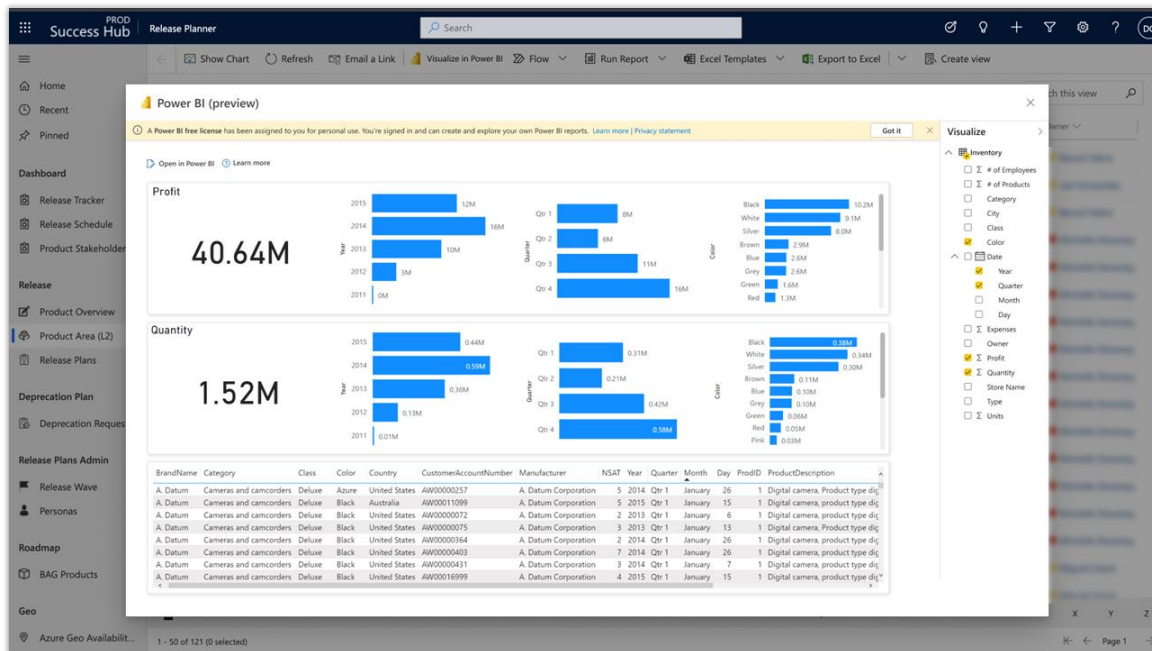 PROD
Success Hub
Release Planner
Search
DC
Show Chart
Refresh
Email a Link
Visualize in Power BI
Flow
Run Report
Excel Templates
Export to Excel
Create view
Home
Recent
Pinned
Dashboard
Release Tracker
Release Schedule
Product Stakeholder
Release
Product Overview
Product Area (L2)
Release Plans
Deprecation Plan
Deprecation Reques
Release Plans Admin
Release Wave
Personas
Roadmap
BAG Products
Geo
Azure Geo Availabilit...
ch this view
Power BI (preview)
A Power BI free license has been assigned to you for personal use. You're signed in and can create and explore your own Power BI reports. Learn more | Privacy statement
Got it
Open in Power BI
Learn more
Profit
40.64M
Year
2015 12M
2014 16M
2013 10M
2012 3M
2011 0M
Quarter
Qtr 1 8M
Qtr 2 6M
Qtr 3 11M
Qtr 4 16M
Color
Black 10.2M
White 9.1M
Silver 8.0M
Brown 2.9M
Blue 2.6M
Grey 2.6M
Green 1.6M
Red 1.3M
Quantity
1.52M
Year
2015 0.44M
2014 0.59M
2013 0.36M
2012 0.13M
2011 0.01M
Quarter
Qtr 1 0.31M
Qtr 2 0.21M
Qtr 3 0.42M
Qtr 4 0.58M
Color
Black 0.38M
White 0.34M
Silver 0.30M
Brown 0.11M
Blue 0.10M
Grey 0.10M
Green 0.06M
Red 0.05M
Pink 0.03M
BrandName Category Class Color Country CustomerAccountNumber Manufacturer NSAT Year Quarter Month Day ProdID ProductDescription
A. Datum Cameras and camcorders Deluxe Azure United States AW00000257 A. Datum Corporation 5 2014 Qtr 1 January 26 1 Digital camera, Product type dig
A. Datum Cameras and camcorders Deluxe Black Australia AW00011099 A. Datum Corporation 5 2015 Qtr 1 January 15 1 Digital camera, Product type dig
A. Datum Cameras and camcorders Deluxe Black United States AW00000072 A. Datum Corporation 2 2013 Qtr 1 January 6 1 Digital camera, Product type dig
A. Datum Cameras and camcorders Deluxe Black United States AW00000075 A. Datum Corporation 3 2013 Qtr 1 January 13 1 Digital camera, Product type dig
A. Datum Cameras and camcorders Deluxe Black United States AW00000364 A. Datum Corporation 2 2014 Qtr 1 January 26 1 Digital camera, product type dig
A. Datum Cameras and camcorders Deluxe Black United States AW00000403 A. Datum Corporation 7 2014 Qtr 1 January 26 1 Digital camera, product type dig
A. Datum Cameras and camcorders Deluxe Black United States AW00000431 A. Datum Corporation 3 2014 Qtr 1 January 7 1 Digital camera, product type dig
A. Datum Cameras and camcorders Deluxe Black United States AW00016999 A. Datum Corporation 4 2015 Qtr 1 January 15 1 Digital camera, product type dig
Visualize
Inventory
Σ # of Employees
Σ # of Products
Category
City
Class
Color
Date
Year
Quarter
Month
Day
Σ Expenses
Owner
Σ Profit
Σ Quantity
Store Name
Type
Σ Units
X Y Z
1 - 50 of 121 (0 selected)
Page 1